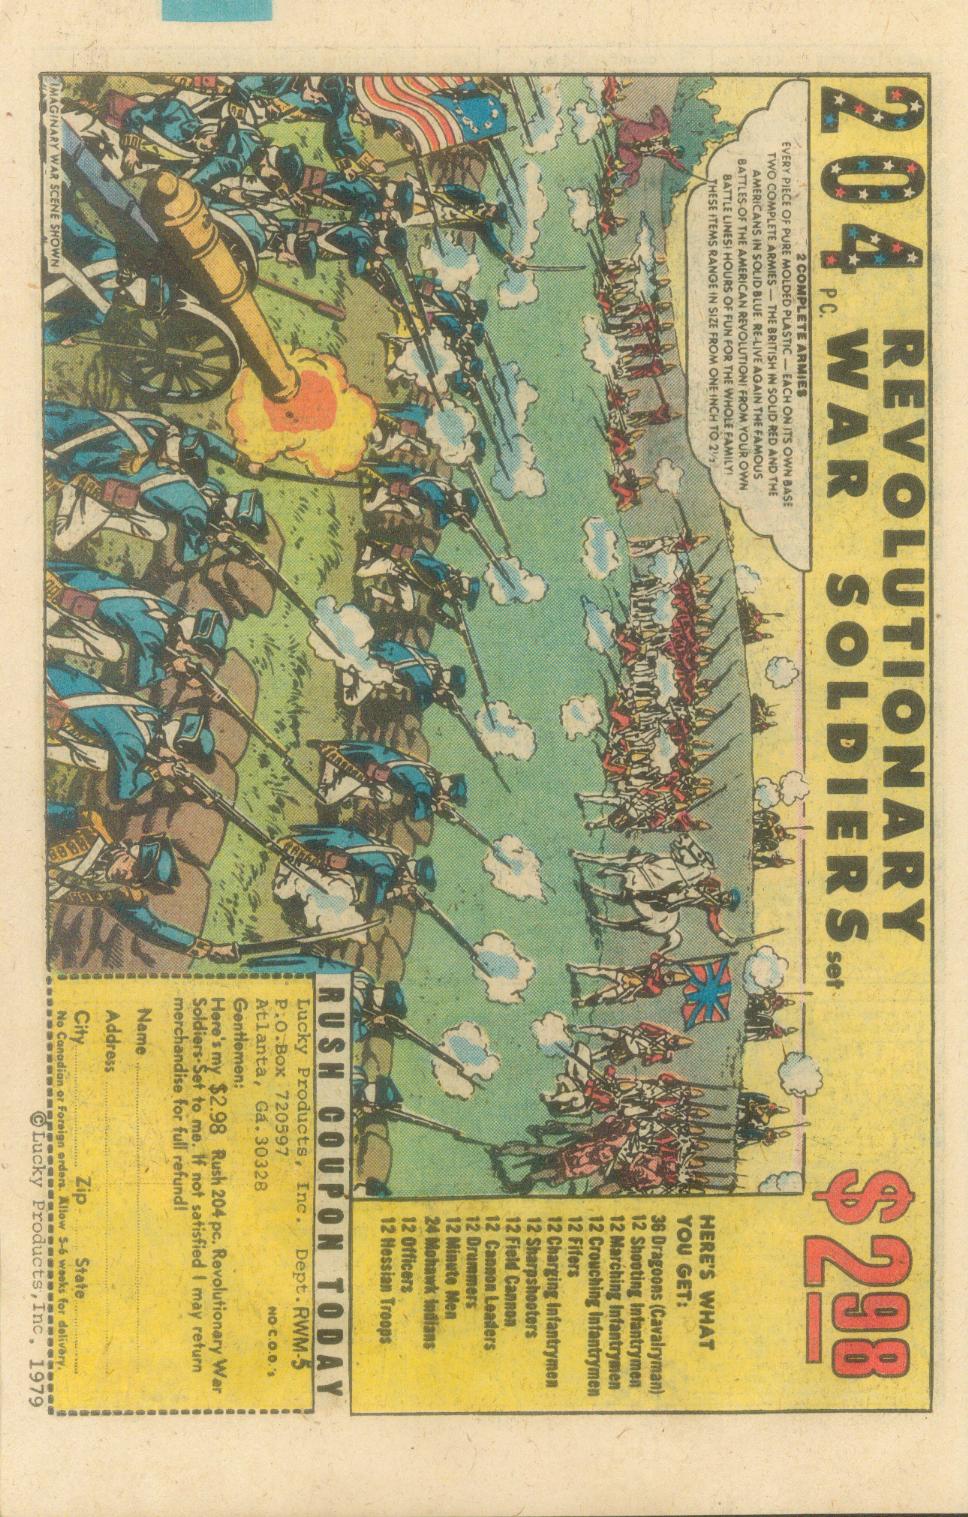 204 REVOLUTIONARY
PC. WAR SOLDIERS set
$2.98
2 COMPLETE ARMIES
EVERY PIECE OF PURE MOLDED PLASTIC — EACH ON ITS OWN BASE
TWO COMPLETE ARMIES — THE BRITISH IN SOLID RED AND THE
AMERICANS IN SOLID BLUE. RE-LIVE AGAIN THE FAMOUS
BATTLES OF THE AMERICAN REVOLUTION! FROM YOUR OWN
BATTLE LINES! HOURS OF FUN FOR THE WHOLE FAMILY!
THESE ITEMS RANGE IN SIZE FROM ONE INCH TO 2½.
IMAGINARY WAR SCENE SHOWN
HERE'S WHAT
YOU GET:
36 Dragoons (Cavalryman)
12 Shooting Infantrymen
12 Marching Infantrymen
12 Crouching Infantrymen
12 Fifers
12 Charging Infantrymen
12 Sharpshooters
12 Field Cannon
12 Cannon Leaders
12 Drummers
12 Minute Men
24 Mohawk Indians
12 Officers
12 Hessian Troops
RUSH COUPON TODAY
Lucky Products, Inc. Dept. RWM-5
P.O.Box 720597
Atlanta, Ga. 30328 NO C.O.D.'s
Gentlemen:
Here's my $2.98 Rush 204 pc. Revolutionary War
Soldiers-Set to me. If not satisfied I may return
merchandise for full refund!
Name
Address
City Zip State
No Canadian or Foreign orders. Allow 5-6 weeks for delivery.
©Lucky Products, Inc. 1979